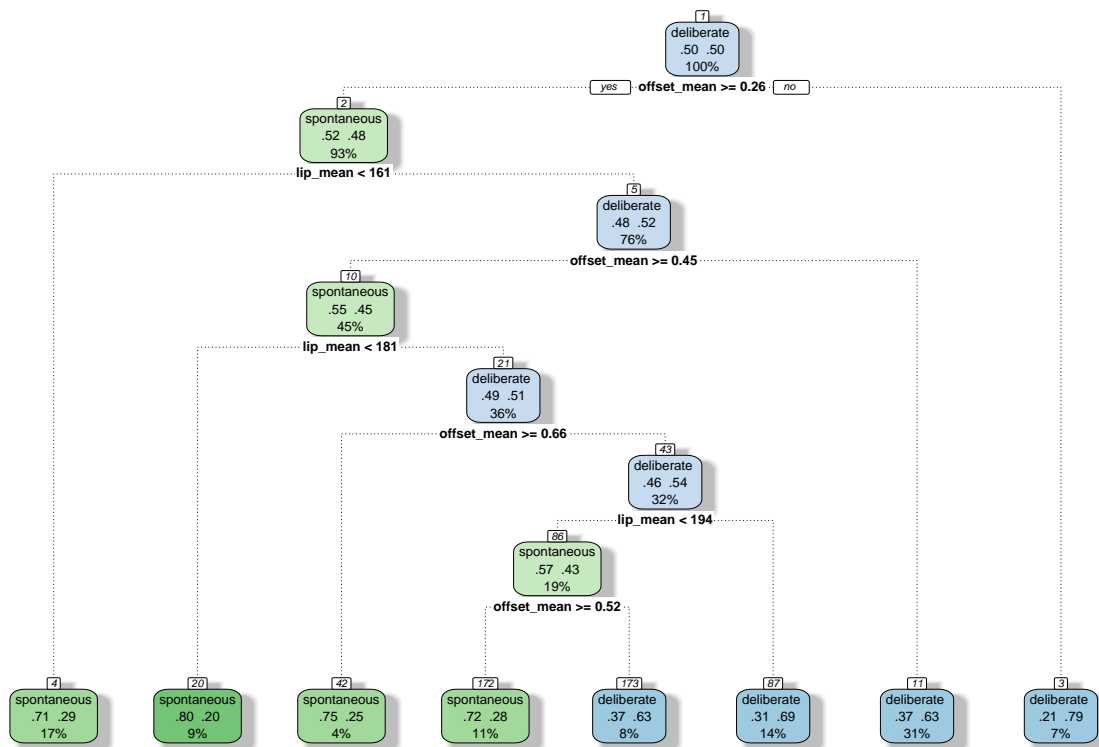 1
deliberate
.50 .50
100%
yes offset_mean >= 0.26 no
2
spontaneous
.52 .48
93%
lip_mean < 161
5
deliberate
.48 .52
76%
offset_mean >= 0.45
10
spontaneous
.55 .45
45%
lip_mean < 181
21
deliberate
.49 .51
36%
offset_mean >= 0.66
43
deliberate
.46 .54
32%
lip_mean < 194
86
spontaneous
.57 .43
19%
offset_mean >= 0.52
4
spontaneous
.71 .29
17%
20
spontaneous
.80 .20
9%
42
spontaneous
.75 .25
4%
172
spontaneous
.72 .28
11%
173
deliberate
.37 .63
8%
87
deliberate
.31 .69
14%
11
deliberate
.37 .63
31%
3
deliberate
.21 .79
7%